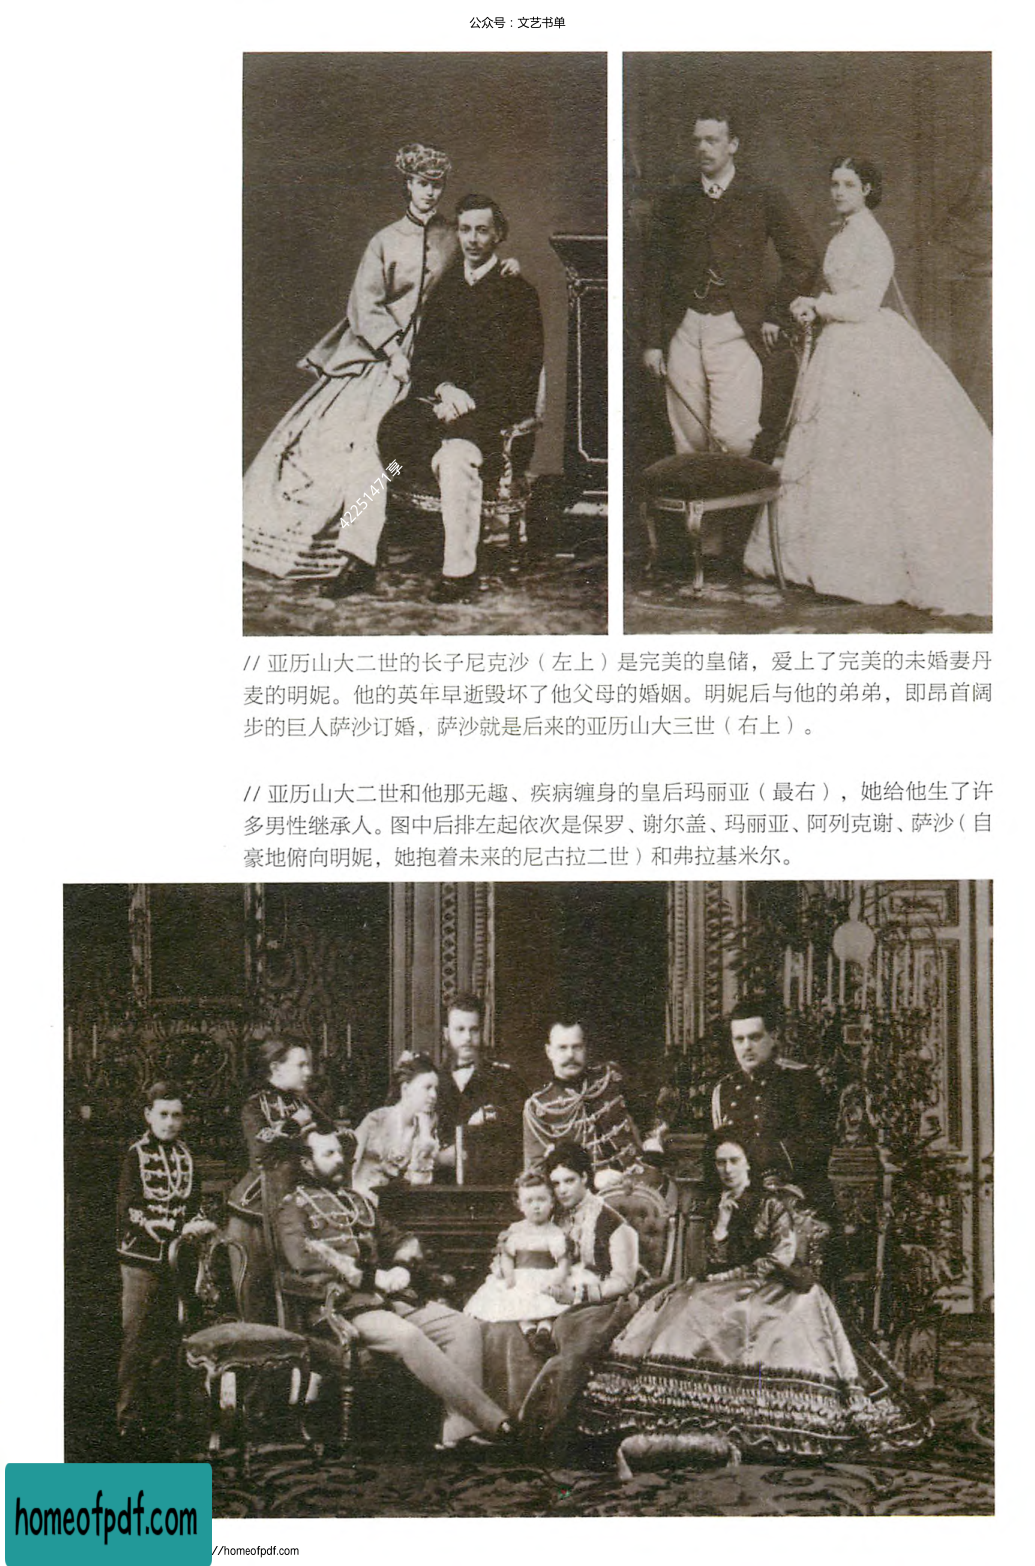 公众号：文艺书单
42251471享
// 亚历山大二世的长子尼克沙（左上）是完美的皇储，爱上了完美的未婚妻丹
麦的明妮。他的英年早逝毁坏了他父母的婚姻。明妮后与他的弟弟，即昂首阔
步的巨人萨沙订婚，萨沙就是后来的亚历山大三世（右上）。
// 亚历山大二世和他那无趣、疾病缠身的皇后玛丽亚（最右），她给他生了许
多男性继承人。图中后排左起依次是保罗、谢尔盖、玛丽亚、阿列克谢、萨沙（自
豪地俯向明妮，她抱着未来的尼古拉二世）和弗拉基米尔。
homeofpdf.com
//homeofpdf.com